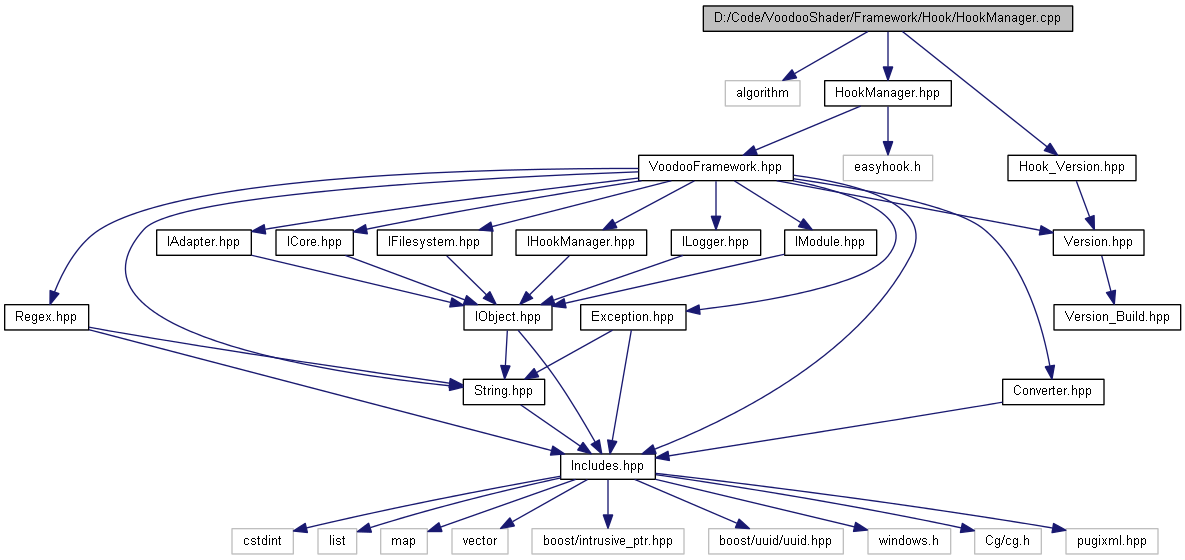 D:/Code/VoodooShader/Framework/Hook/HookManager.cpp
algorithm
HookManager.hpp
VoodooFramework.hpp
easyhook.h
Hook_Version.hpp
IAdapter.hpp
ICore.hpp
IFilesystem.hpp
IHookManager.hpp
ILogger.hpp
IModule.hpp
Version.hpp
Regex.hpp
IObject.hpp
Exception.hpp
Version_Build.hpp
String.hpp
Converter.hpp
Includes.hpp
cstdint
list
map
vector
boost/intrusive_ptr.hpp
boost/uuid/uuid.hpp
windows.h
Cg/cg.h
pugixml.hpp